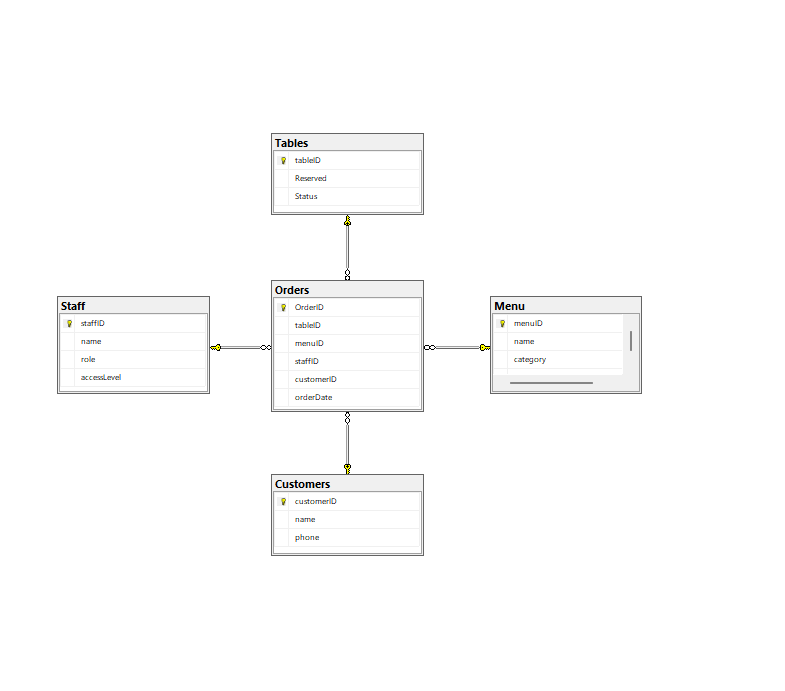 Tables
tableID
Reserved
Status
Orders
OrderID
tableID
menuID
staffID
customerID
orderDate
Staff
staffID
name
role
accessLevel
Menu
menuID
name
category
Customers
customerID
name
phone